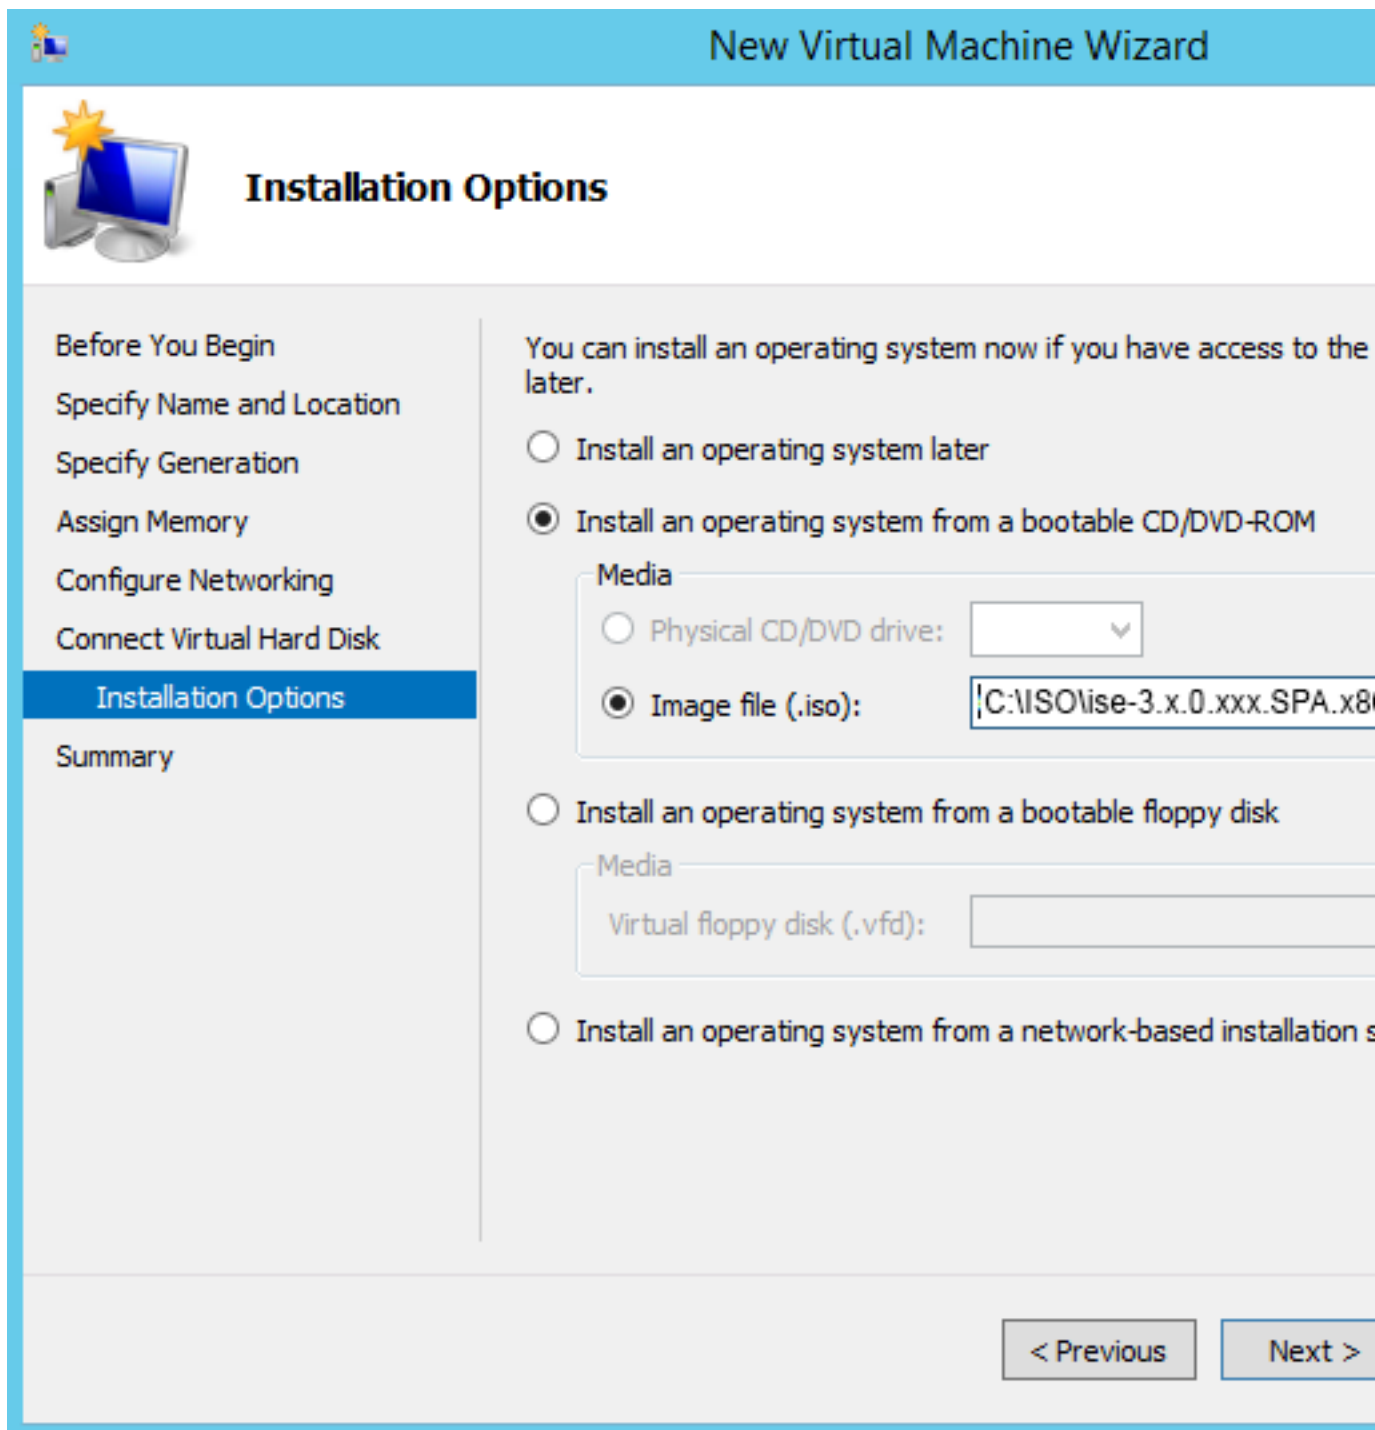 New Virtual Machine Wizard
Installation Options
Before You Begin
Specify Name and Location
Specify Generation
Assign Memory
Configure Networking
Connect Virtual Hard Disk
Installation Options
Summary
You can install an operating system now if you have access to the
later.
Install an operating system later
Install an operating system from a bootable CD/DVD-ROM
Media
Physical CD/DVD drive:
Image file (.iso):
C:\ISO\ise-3.x.0.xxx.SPA.x86
Install an operating system from a bootable floppy disk
Media
Virtual floppy disk (.vfd):
Install an operating system from a network-based installation s
< Previous
Next >